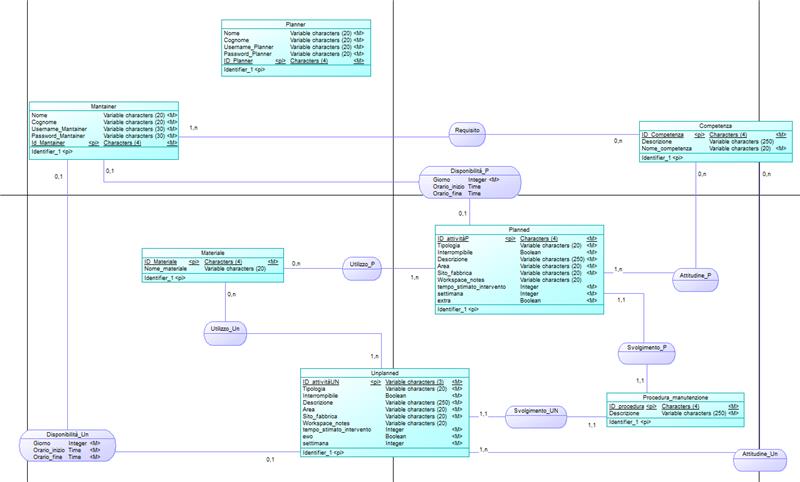 Planner
Nome Variable characters (20) <M>
Cognome Variable characters (20) <M>
Username_Planner Variable characters (20) <M>
Password_Planner Variable characters (20) <M>
ID_Planner <pi> Characters (4) <M>
Identifier_1 <pi>
Mantainer
Nome Variable characters (20) <M>
Cognome Variable characters (20) <M>
Username_Mantainer Variable characters (30) <M>
Password_Mantainer Variable characters (30) <M>
Id_Mantainer <pi> Characters (4) <M>
Identifier_1 <pi>
1,n
Requisito
0,n
Competenza
ID_Competenza <pi> Characters (4) <M>
Descrizione Variable characters (250)
Nome_competenza Variable characters (20) <M>
Identifier_1 <pi>
0,1
0,1
Disponibilità_P
Giorno Integer <M>
Orario_inizio Time
Orario_fine Time
0,n
0,n
0,1
Planned
ID_attivitàP <pi> Characters (4) <M>
Tipologia Variable characters (20) <M>
Interrompibile Boolean <M>
Descrizione Variable characters (250) <M>
Area Variable characters (20) <M>
Sito_fabbrica Variable characters (20) <M>
Workspace_notes Variable characters (20)
tempo_stimato_intervento Integer <M>
settimana Integer <M>
extra Boolean <M>
Identifier_1 <pi>
Materiale
ID_Materiale <pi> Characters (4) <M>
Nome_materiale Variable characters (20)
Identifier_1 <pi>
0,n
Utilizzo_P
1,n
1,n
Attitudine_P
0,n
1,1
Utilizzo_Un
Svolgimento_P
1,n
1,1
Unplanned
ID_attivitàUN <pi> Variable characters (3) <M>
Tipologia Variable characters (20) <M>
Interrompibile Boolean <M>
Descrizione Variable characters (250) <M>
Area Variable characters (20) <M>
Sito_fabbrica Variable characters (20) <M>
Workspace_notes Variable characters (20)
tempo_stimato_intervento Integer <M>
ewo Boolean <M>
settimana Integer <M>
Identifier_1 <pi>
Procedura_manutenzione
ID_procedura <pi> Characters (4) <M>
Descrizione Variable characters (250) <M>
Identifier_1 <pi>
1,1
Svolgimento_UN
1,1
Disponibilità_Un
Giorno Integer <M>
Orario_inizio Time <M>
Orario_fine Time <M>
0,1
1,n
Attitudine_Un